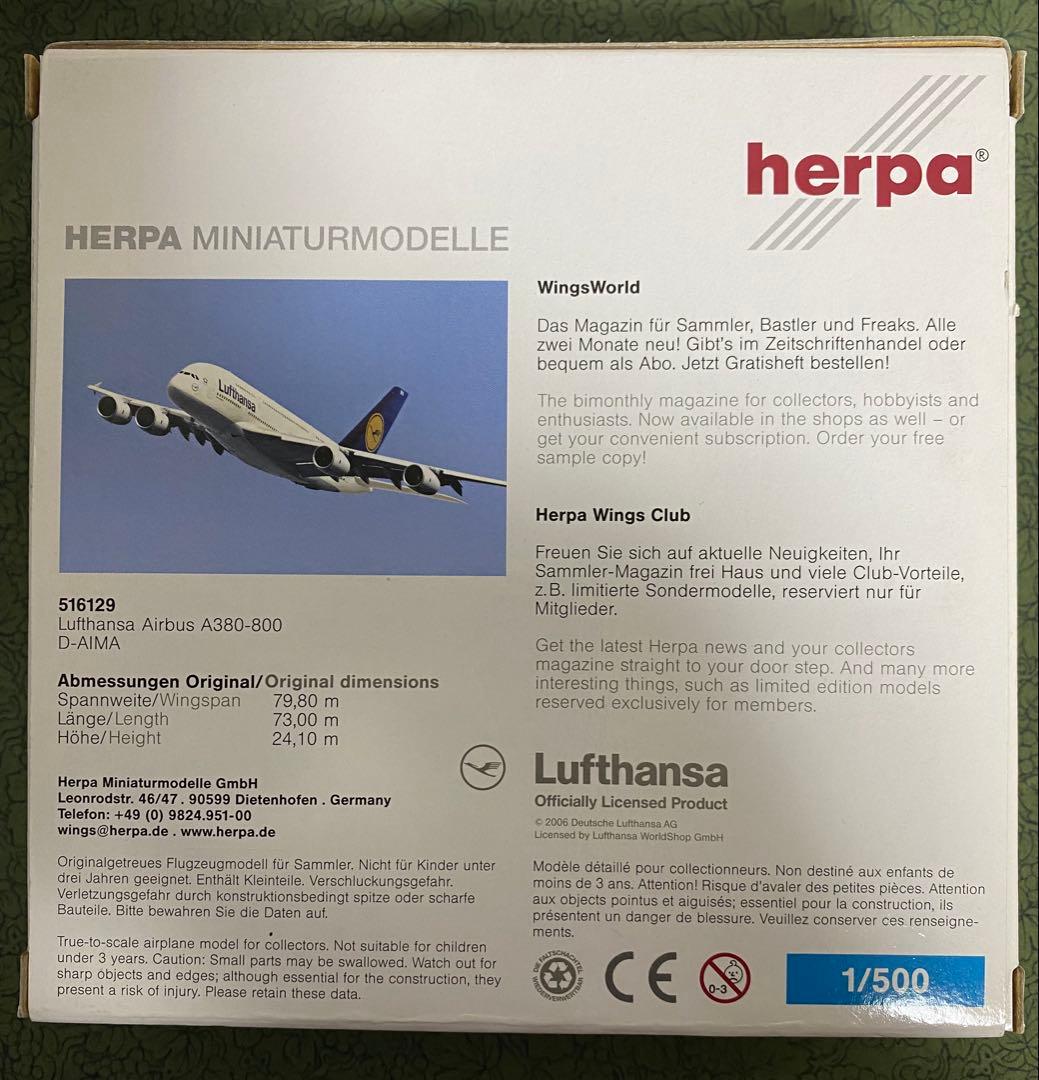 herpa®
HERPA MINIATURMODELLE
Lufthansa
516129
Lufthansa Airbus A380-800
D-AIMA
Abmessungen Original/Original dimensions
Spannweite/Wingspan 79,80 m
Länge/Length 73,00 m
Höhe/Height 24,10 m
Herpa Miniaturmodelle GmbH
Leonrodstr. 46/47 . 90599 Dietenhofen . Germany
Telefon: +49 (0) 9824.951-00
wings@herpa.de . www.herpa.de
Originalgetreues Flugzeugmodell für Sammler. Nicht für Kinder unter
drei Jahren geeignet. Enthält Kleinteile. Verschluckungsgefahr.
Verletzungsgefahr durch konstruktionsbedingt spitze oder scharfe
Bauteile. Bitte bewahren Sie die Daten auf.
True-to-scale airplane model for collectors. Not suitable for children
under 3 years. Caution: Small parts may be swallowed. Watch out for
sharp objects and edges; although essential for the construction, they
present a risk of injury. Please retain these data.
WingsWorld
Das Magazin für Sammler, Bastler und Freaks. Alle
zwei Monate neu! Gibt's im Zeitschriftenhandel oder
bequem als Abo. Jetzt Gratisheft bestellen!
The bimonthly magazine for collectors, hobbyists and
enthusiasts. Now available in the shops as well – or
get your convenient subscription. Order your free
sample copy!
Herpa Wings Club
Freuen Sie sich auf aktuelle Neuigkeiten, Ihr
Sammler-Magazin frei Haus und viele Club-Vorteile,
z.B. limitierte Sondermodelle, reserviert nur für
Mitglieder.
Get the latest Herpa news and your collectors
magazine straight to your door step. And many more
interesting things, such as limited edition models
reserved exclusively for members.
Lufthansa
Officially Licensed Product
© 2006 Deutsche Lufthansa AG
Licensed by Lufthansa WorldShop GmbH
Modèle détaillé pour collectionneurs. Non destiné aux enfants de
moins de 3 ans. Attention! Risque d'avaler des petites pièces. Attention
aux objects pointus et aiguisés; essentiel pour la construction, ils
présentent un danger de blessure. Veuillez conserver ces renseigne-
ments.
DIE FALTSCHACHTEL
WIEDERVERWERTBAR
CE
0-3
1/500